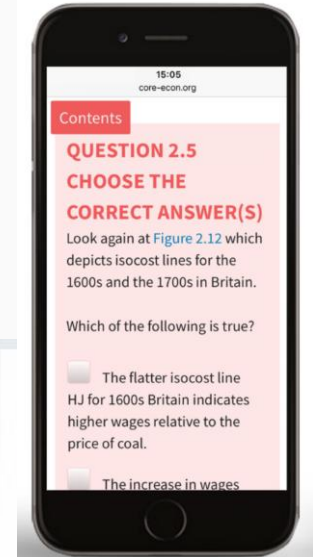 15:05
core-econ.org
Contents
QUESTION 2.5
CHOOSE THE
CORRECT ANSWER(S)
Look again at Figure 2.12 which
depicts isocost lines for the
1600s and the 1700s in Britain.
Which of the following is true?
The flatter isocost line
HJ for 1600s Britain indicates
higher wages relative to the
price of coal.
The increase in wages